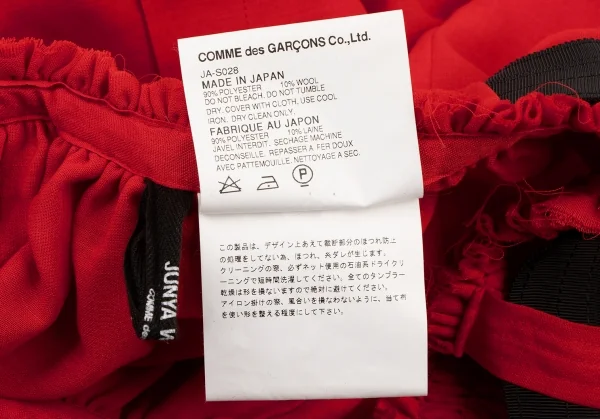 COMME des GARÇONS Co.,Ltd.
JA-S028
MADE IN JAPAN
90% POLYESTER 10% WOOL
DO NOT BLEACH. DO NOT TUMBLE
DRY. COVER WITH CLOTH. USE COOL
IRON. DRY CLEAN ONLY.
FABRIQUE AU JAPON
90% POLYESTER 10% LAINE
JAVEL INTERDIT. SECHAGE MACHINE
DECONSEILLE. REPASSER A FER DOUX
AVEC PATTEMOUILLE. NETTOYAGE A SEC.
P
この製品は、デザイン上あえて裁断部分のほつれ防止
の処理をしてない為、ほつれ、糸ダレが生じます。
クリーニングの際、必ずネット使用の石油系ドライクリ
ーニングで短時間洗濯してください。全てのタンブラー
乾燥は形を損ないますので絶対に避けてください。
アイロン掛の際、風合いを損なわないように、当て布
を使い形を整える程度にして下さい。
JUNYA
COMME de